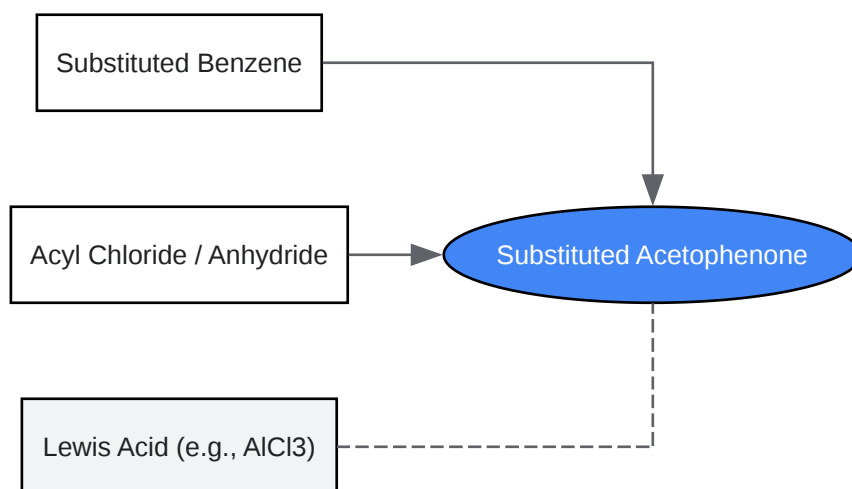 Substituted Benzene
Acyl Chloride / Anhydride
Substituted Acetophenone
Lewis Acid (e.g., AlCl3)